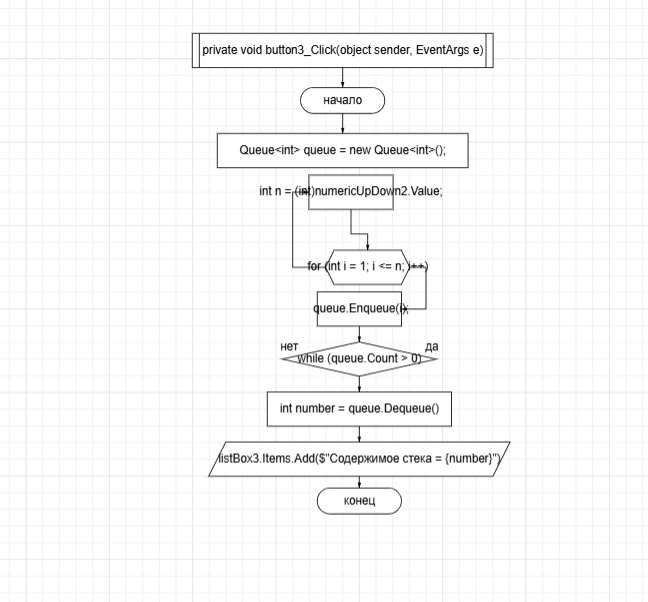 private void button3_Click(object sender, EventArgs e)
начало
Queue<int> queue = new Queue<int>();
int n = (int)numericUpDown2.Value;
for (int i = 1; i <= n; i++)
queue.Enqueue(i);
нет
да
while (queue.Count > 0)
int number = queue.Dequeue()
listBox3.Items.Add($"Содержимое стека = {number}")
конец